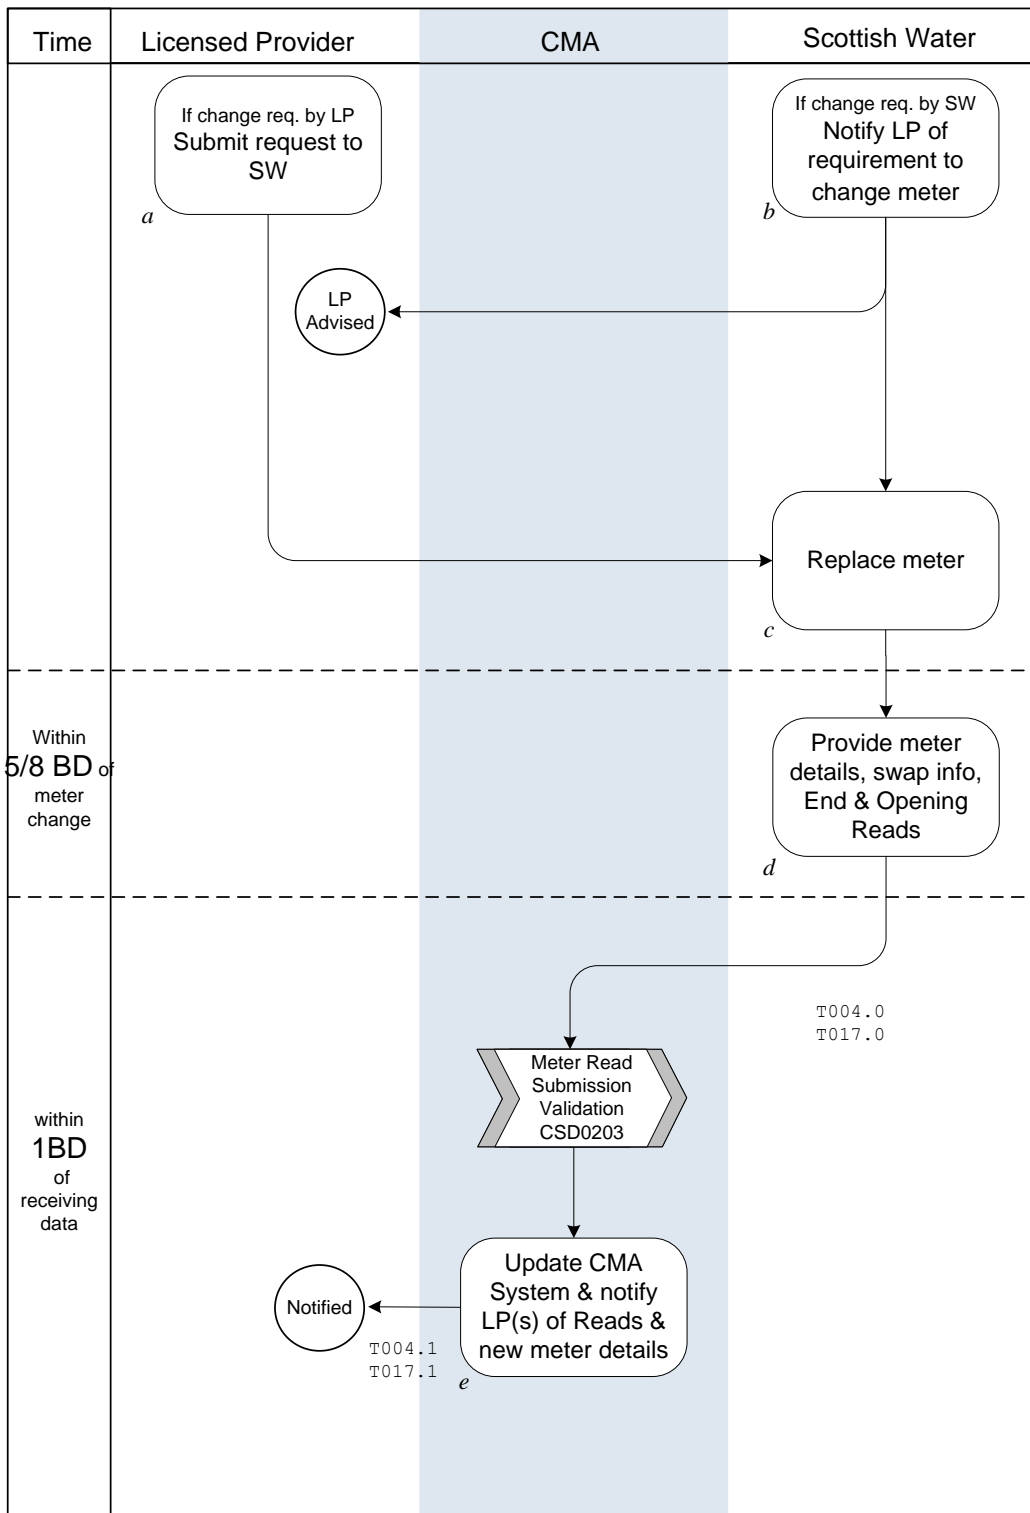 Time
Licensed Provider
CMA
Scottish Water
If change req. by LP
Submit request to
SW
a
If change req. by SW
Notify LP of
requirement to
change meter
b
LP
Advised
Replace meter
c
Within
5/8 BD of
meter
change
Provide meter
details, swap info,
End & Opening
Reads
d
T004.0
T017.0
within
1BD
of
receiving
data
Meter Read
Submission
Validation
CSD0203
Update CMA
System & notify
LP(s) of Reads &
new meter details
e
Notified
T004.1
T017.1